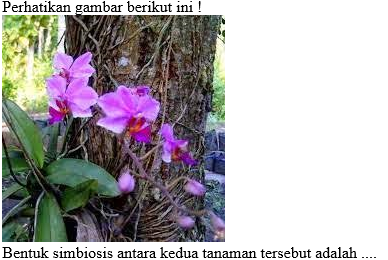 Perhatikan gambar berikut ini !
Bentuk simbiosis antara kedua tanaman tersebut adalah ....